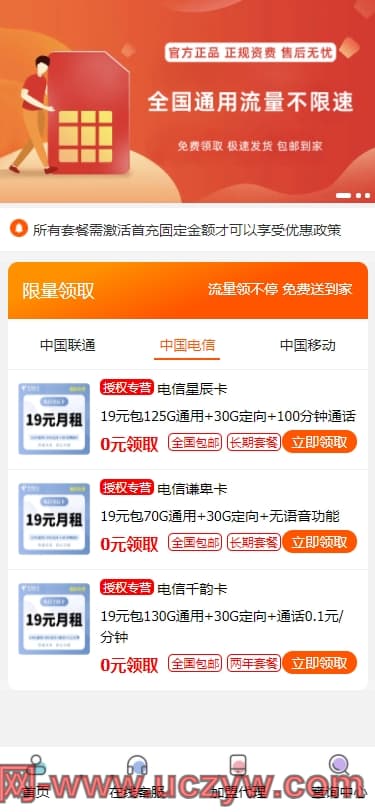 官方正品 正规资费 售后无忧
全国通用流量不限速
免费领取 极速发货 包邮到家
所有套餐需激活首充固定金额才可以享受优惠政策
限量领取
流量领不停 免费送到家
中国联通
中国电信
中国移动
授权专营 电信星辰卡
19元月租
19元包125G通用+30G定向+100分钟通话
0元领取 全国包邮 长期套餐 立即领取
授权专营 电信谦卑卡
19元月租
19元包70G通用+30G定向+无语音功能
0元领取 全国包邮 长期套餐 立即领取
授权专营 电信千韵卡
19元月租
19元包130G通用+30G定向+通话0.1元/
分钟
0元领取 全国包邮 两年套餐 立即领取
首页
在线客服
加盟代理
查询中心
网-www.uczyw.com